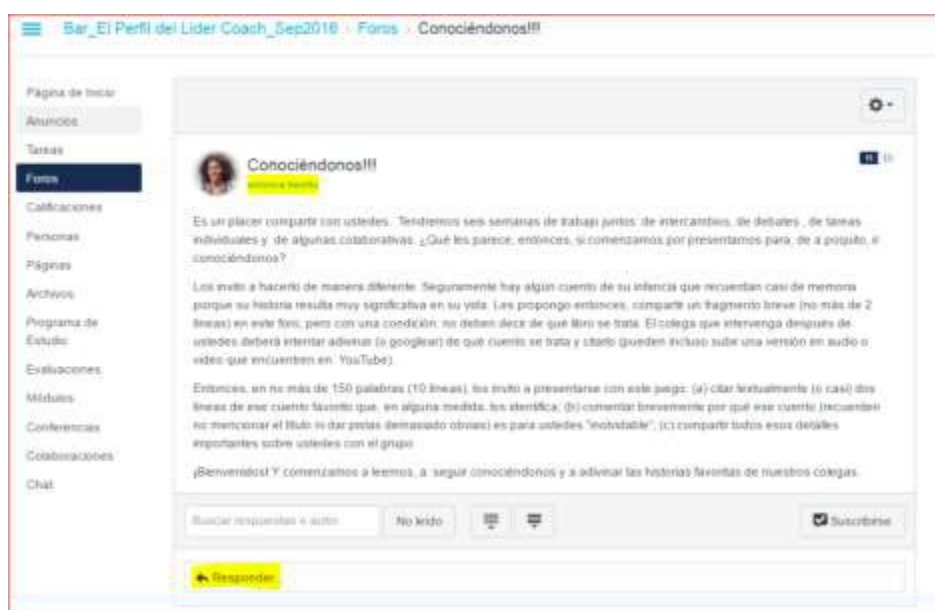 Bar_El Perfil del Lider Coach_Sep2016 › Foros › Conociéndonos!!!
Página de Inicio
Anuncios
Tareas
Foros
Calificaciones
Personas
Páginas
Archivos
Programa de
Estudio
Evaluaciones
Módulos
Conferencias
Colaboraciones
Chat
Conociéndonos!!!
Es un placer compartir con ustedes. Tendremos seis semanas de trabajo juntos: de intercambios, de debates , de tareas
individuales y de algunas colaborativas. ¿Qué les parece, entonces, si comenzamos por presentarnos para, de a poquito, ir
conociéndonos?
Los invito a hacerlo de manera diferente. Seguramente hay algún cuento de su infancia que recuerdan casi de memoria
porque su historia resulta muy significativa en su vida. Les propongo entonces, compartir un fragmento breve (no más de 2
líneas) en este foro, pero con una condición: no deben decir de qué libro se trata. El colega que intervenga después de
ustedes deberá intentar adivinar (o googlear) de qué cuento se trata y citarlo (pueden incluso subir una versión en audio o
video que encuentren en YouTube).
Entonces, en no más de 150 palabras (10 líneas), los invito a presentarse con este juego: (a) citar textualmente (o casi) dos
líneas de ese cuento favorito que, en alguna medida, los identifica; (b) comentar brevemente por qué ese cuento (recuerden
no mencionar el título ni dar pistas demasiado obvias) es para ustedes "inolvidable"; (c) compartir todos esos detalles
importantes sobre ustedes con el grupo.
¡Bienvenidos! Y comenzamos a leernos, a seguir conociéndonos y a adivinar las historias favoritas de nuestros colegas.
Buscar respuestas o autor
No leído
Suscribirse
Responder